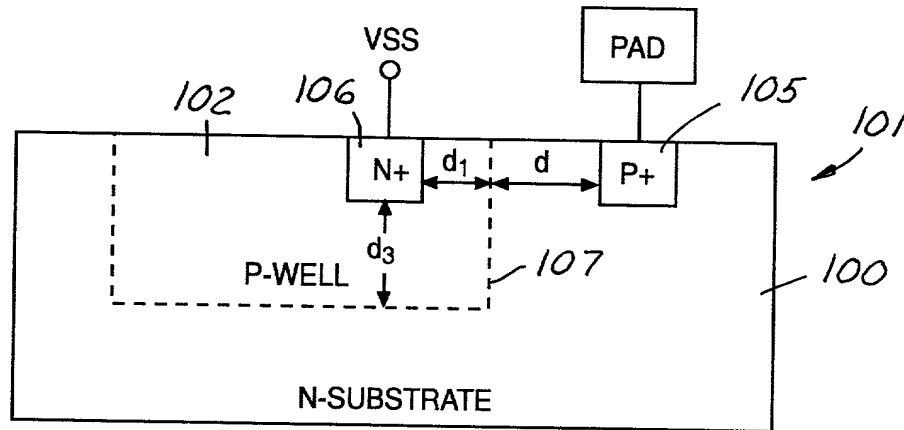 PAD
VSS
102
106
105
101
N+
d1
d
P+
d3
P-WELL
107
100
N-SUBSTRATE